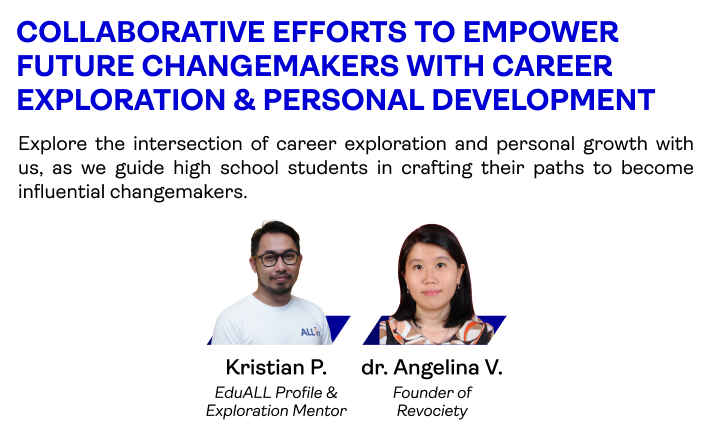 COLLABORATIVE EFFORTS TO EMPOWER
FUTURE CHANGEMAKERS WITH CAREER
EXPLORATION & PERSONAL DEVELOPMENT
Explore the intersection of career exploration and personal growth with
us, as we guide high school students in crafting their paths to become
influential changemakers.
ALL
Kristian P.
EduALL Profile &
Exploration Mentor
dr. Angelina V.
Founder of
Revociety